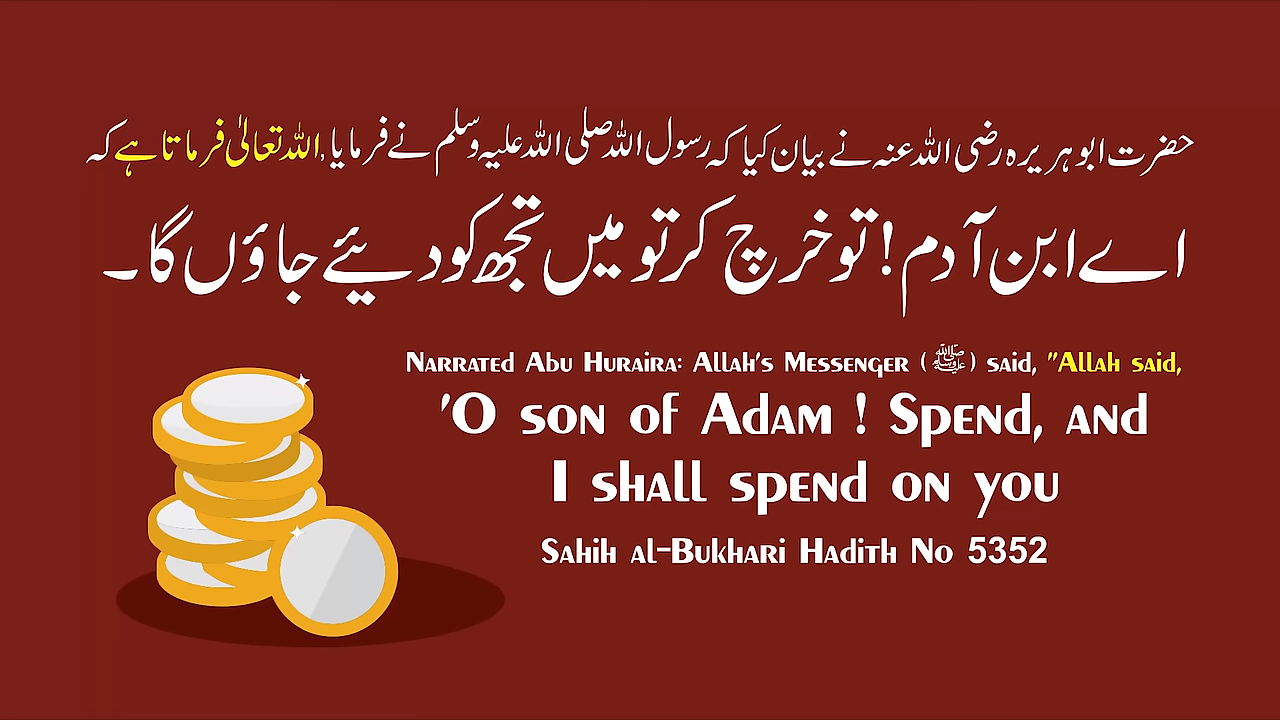 حضرت ابوہریرہ رضی اللہ عنہ نے بیان کیا کہ رسول اللہ صلی اللہ علیہ وسلم نے فرمایا, اللہ تعالیٰ فرماتا ہے کہ
اے ابن آدم! تو خرچ کر تو میں تجھ کو دیئے جاؤں گا۔
Narrated Abu Huraira: Allah's Messenger (ﷺ) said, "Allah said,
'O son of Adam ! Spend, and
I shall spend on you
Sahih al-Bukhari Hadith No 5352